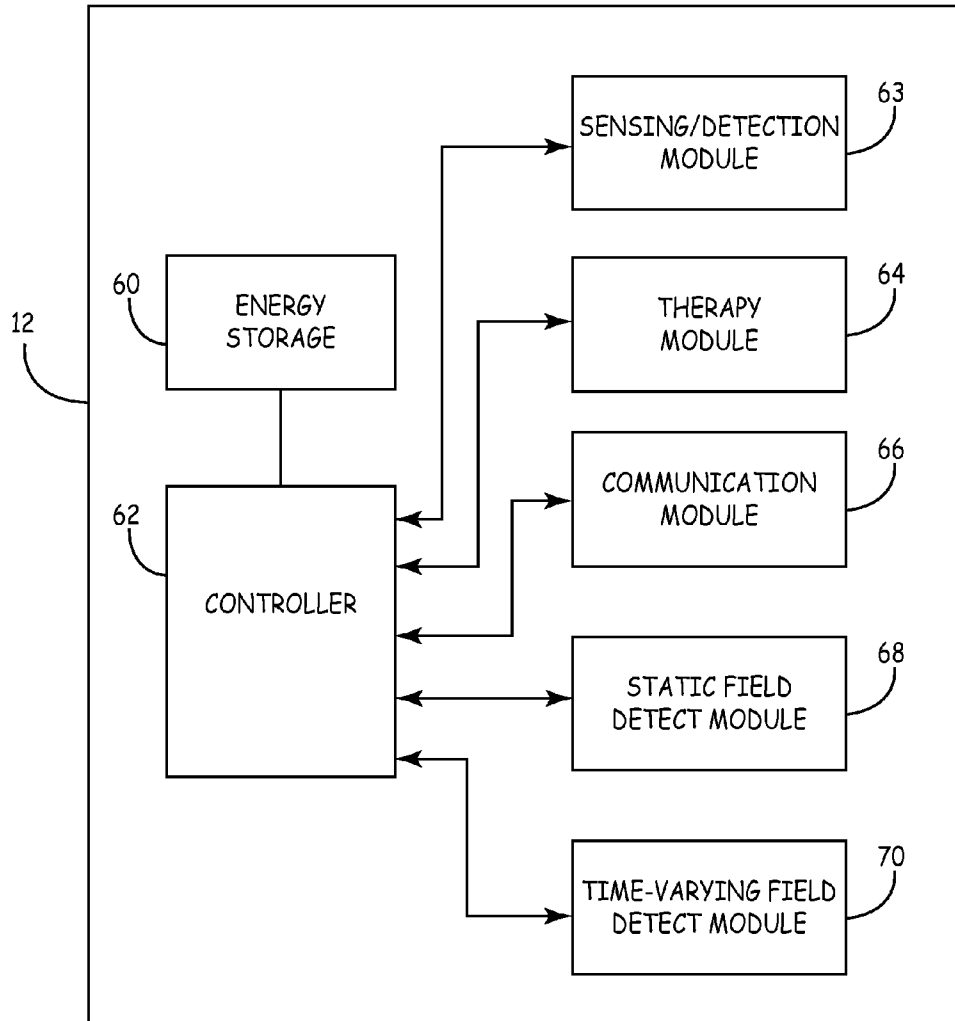 63
SENSING/DETECTION
MODULE
60
ENERGY
STORAGE
64
THERAPY
MODULE
12
66
COMMUNICATION
MODULE
62
CONTROLLER
68
STATIC FIELD
DETECT MODULE
70
TIME-VARYING FIELD
DETECT MODULE